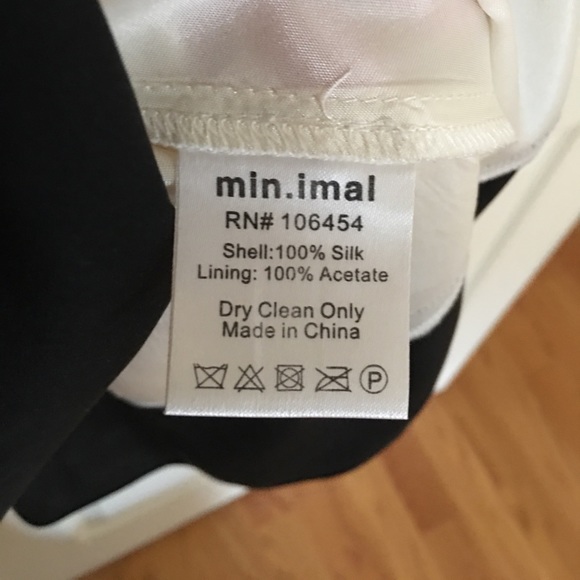 min.imal
RN# 106454
Shell:100% Silk
Lining: 100% Acetate
Dry Clean Only
Made in China
P